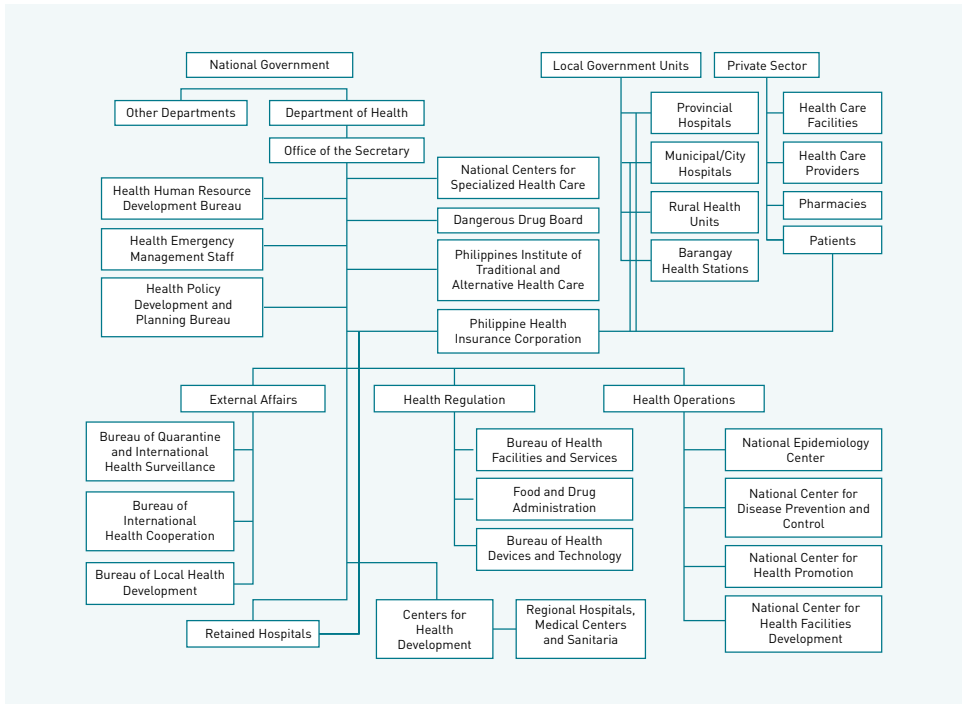 National Government
Local Government Units
Private Sector
Other Departments
Department of Health
Office of the Secretary
Provincial
Hospitals
Health Care
Facilities
Municipal/City
Hospitals
Health Care
Providers
Rural Health
Units
Pharmacies
Barangay
Health Stations
Patients
National Centers for
Specialized Health Care
Health Human Resource
Development Bureau
Dangerous Drug Board
Health Emergency
Management Staff
Philippines Institute of
Traditional and
Alternative Health Care
Health Policy
Development and
Planning Bureau
Philippine Health
Insurance Corporation
External Affairs
Health Regulation
Health Operations
Bureau of Quarantine
and International
Health Surveillance
Bureau of
International
Health Cooperation
Bureau of Local Health
Development
Bureau of Health
Facilities and Services
Food and Drug
Administration
Bureau of Health
Devices and Technology
National Epidemiology
Center
National Center for
Disease Prevention and
Control
National Center for
Health Promotion
National Center for
Health Facilities
Development
Retained Hospitals
Centers for
Health
Development
Regional Hospitals,
Medical Centers
and Sanitaria